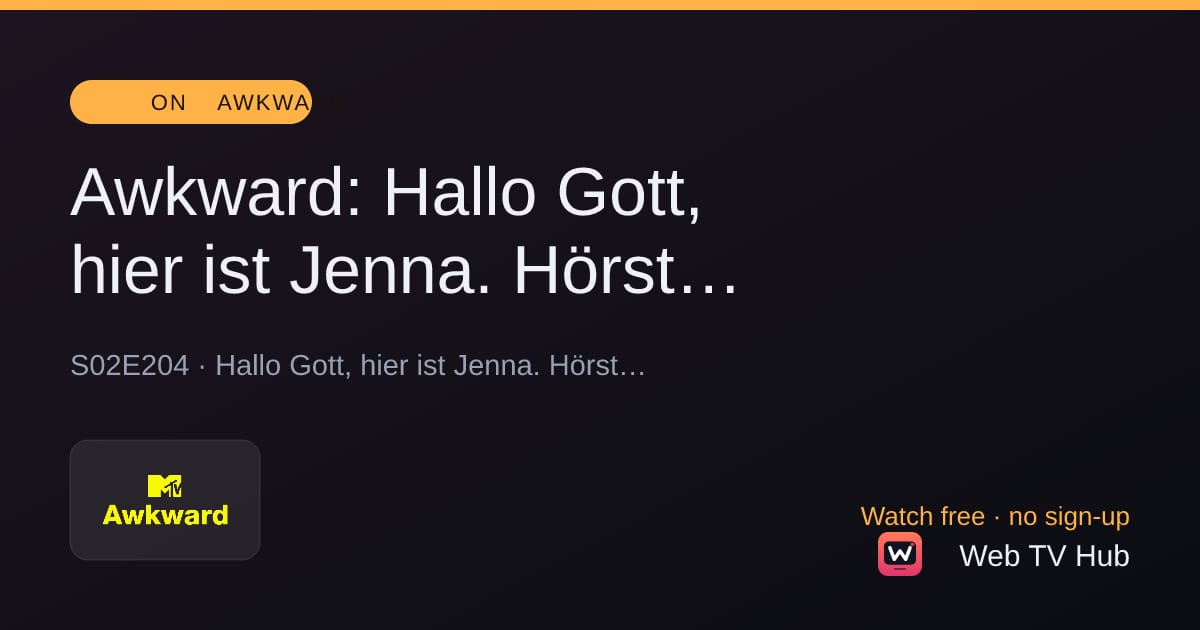 ON AWKWA
Awkward: Hallo Gott,
hier ist Jenna. Hörst…
S02E204 · Hallo Gott, hier ist Jenna. Hörst…
MTV
Awkward
Watch free · no sign-up
W
Web TV Hub